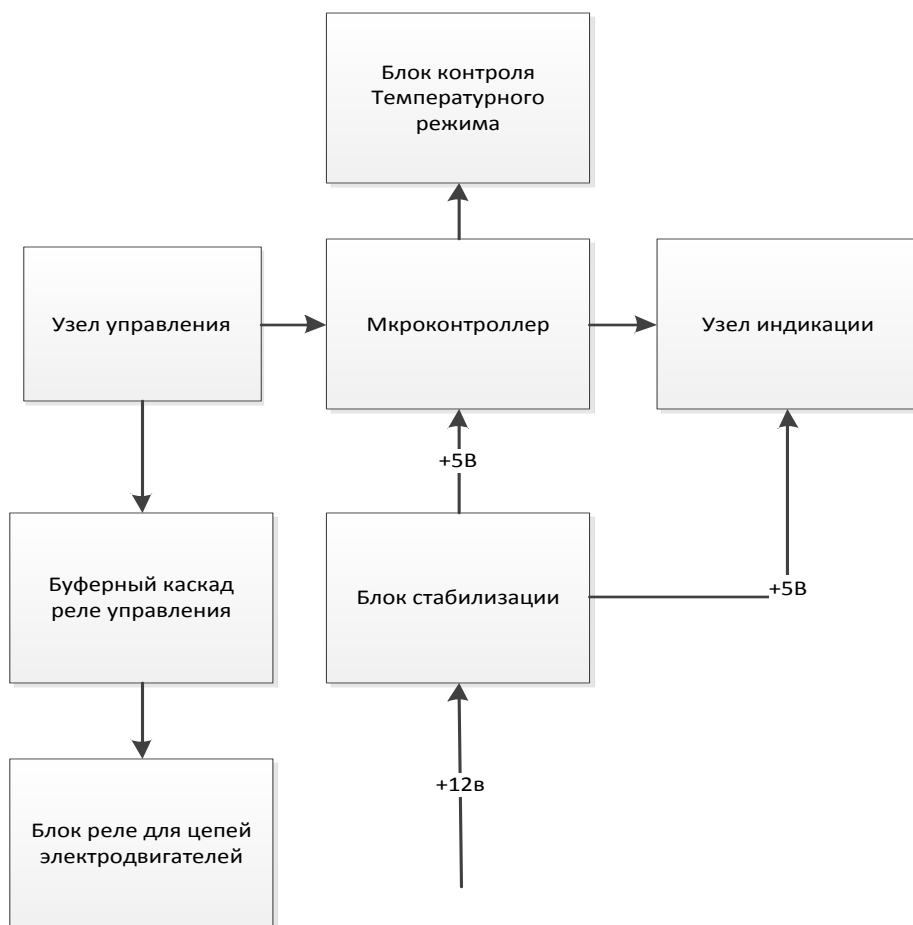 Блок контроля
Температурного
режима
Узел управления
Мкроконтроллер
Узел индикации
+5В
Буферный каскад
реле управления
Блок стабилизации
+5В
+12в
Блок реле для цепей
электродвигателей